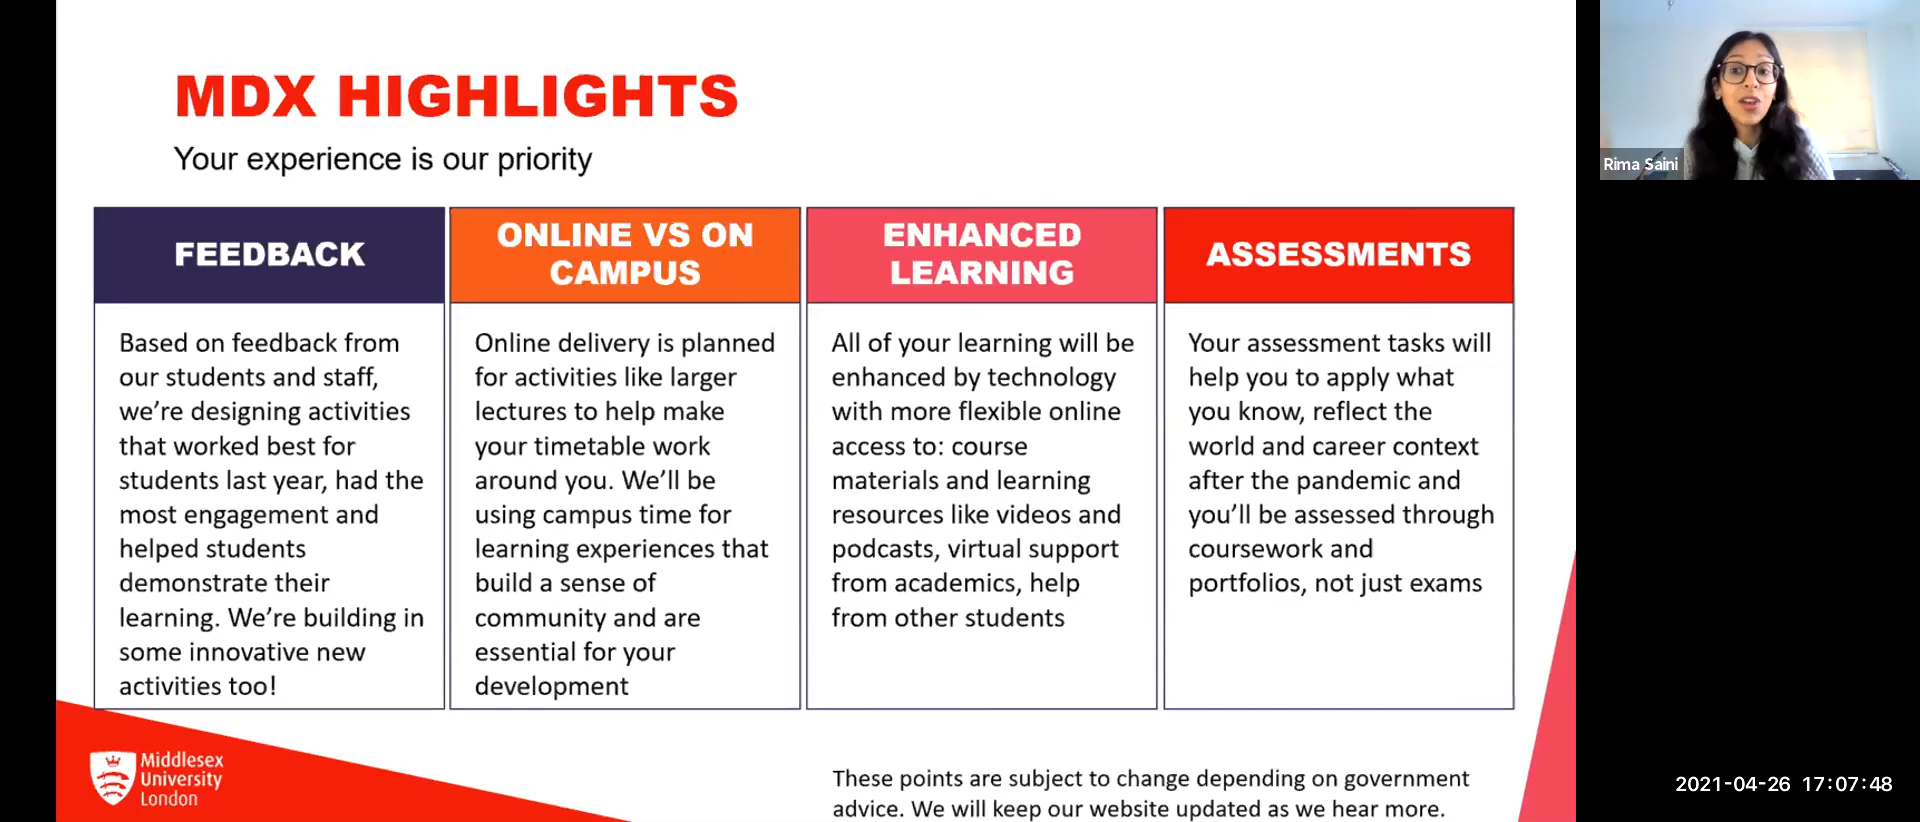 MDX HIGHLIGHTS
Your experience is our priority
FEEDBACK
Based on feedback from
our students and staff,
we’re designing activities
that worked best for
students last year, had the
most engagement and
helped students
demonstrate their
learning. We’re building in
some innovative new
activities too!
ONLINE VS ON
CAMPUS
Online delivery is planned
for activities like larger
lectures to help make
your timetable work
around you. We’ll be
using campus time for
learning experiences that
build a sense of
community and are
essential for your
development
ENHANCED
LEARNING
All of your learning will be
enhanced by technology
with more flexible online
access to: course
materials and learning
resources like videos and
podcasts, virtual support
from academics, help
from other students
ASSESSMENTS
Your assessment tasks will
help you to apply what
you know, reflect the
world and career context
after the pandemic and
you’ll be assessed through
coursework and
portfolios, not just exams
Middlesex
University
London
These points are subject to change depending on government
advice. We will keep our website updated as we hear more.
Rima Saini
2021-04-26 17:07:48